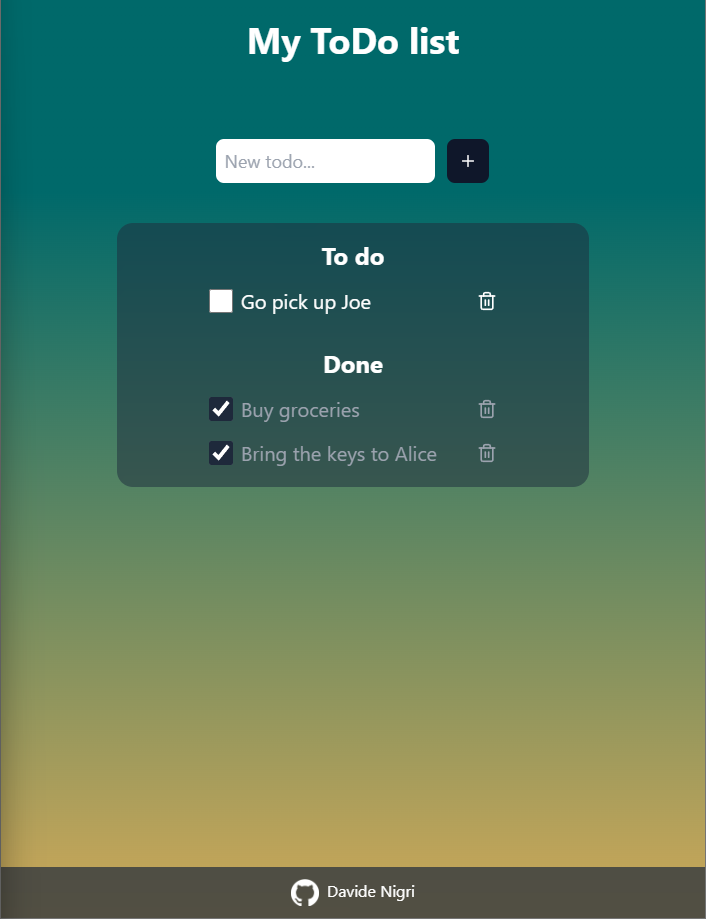 My ToDo list
New todo...
+
To do
Go pick up Joe
Done
Buy groceries
Bring the keys to Alice
Davide Nigri